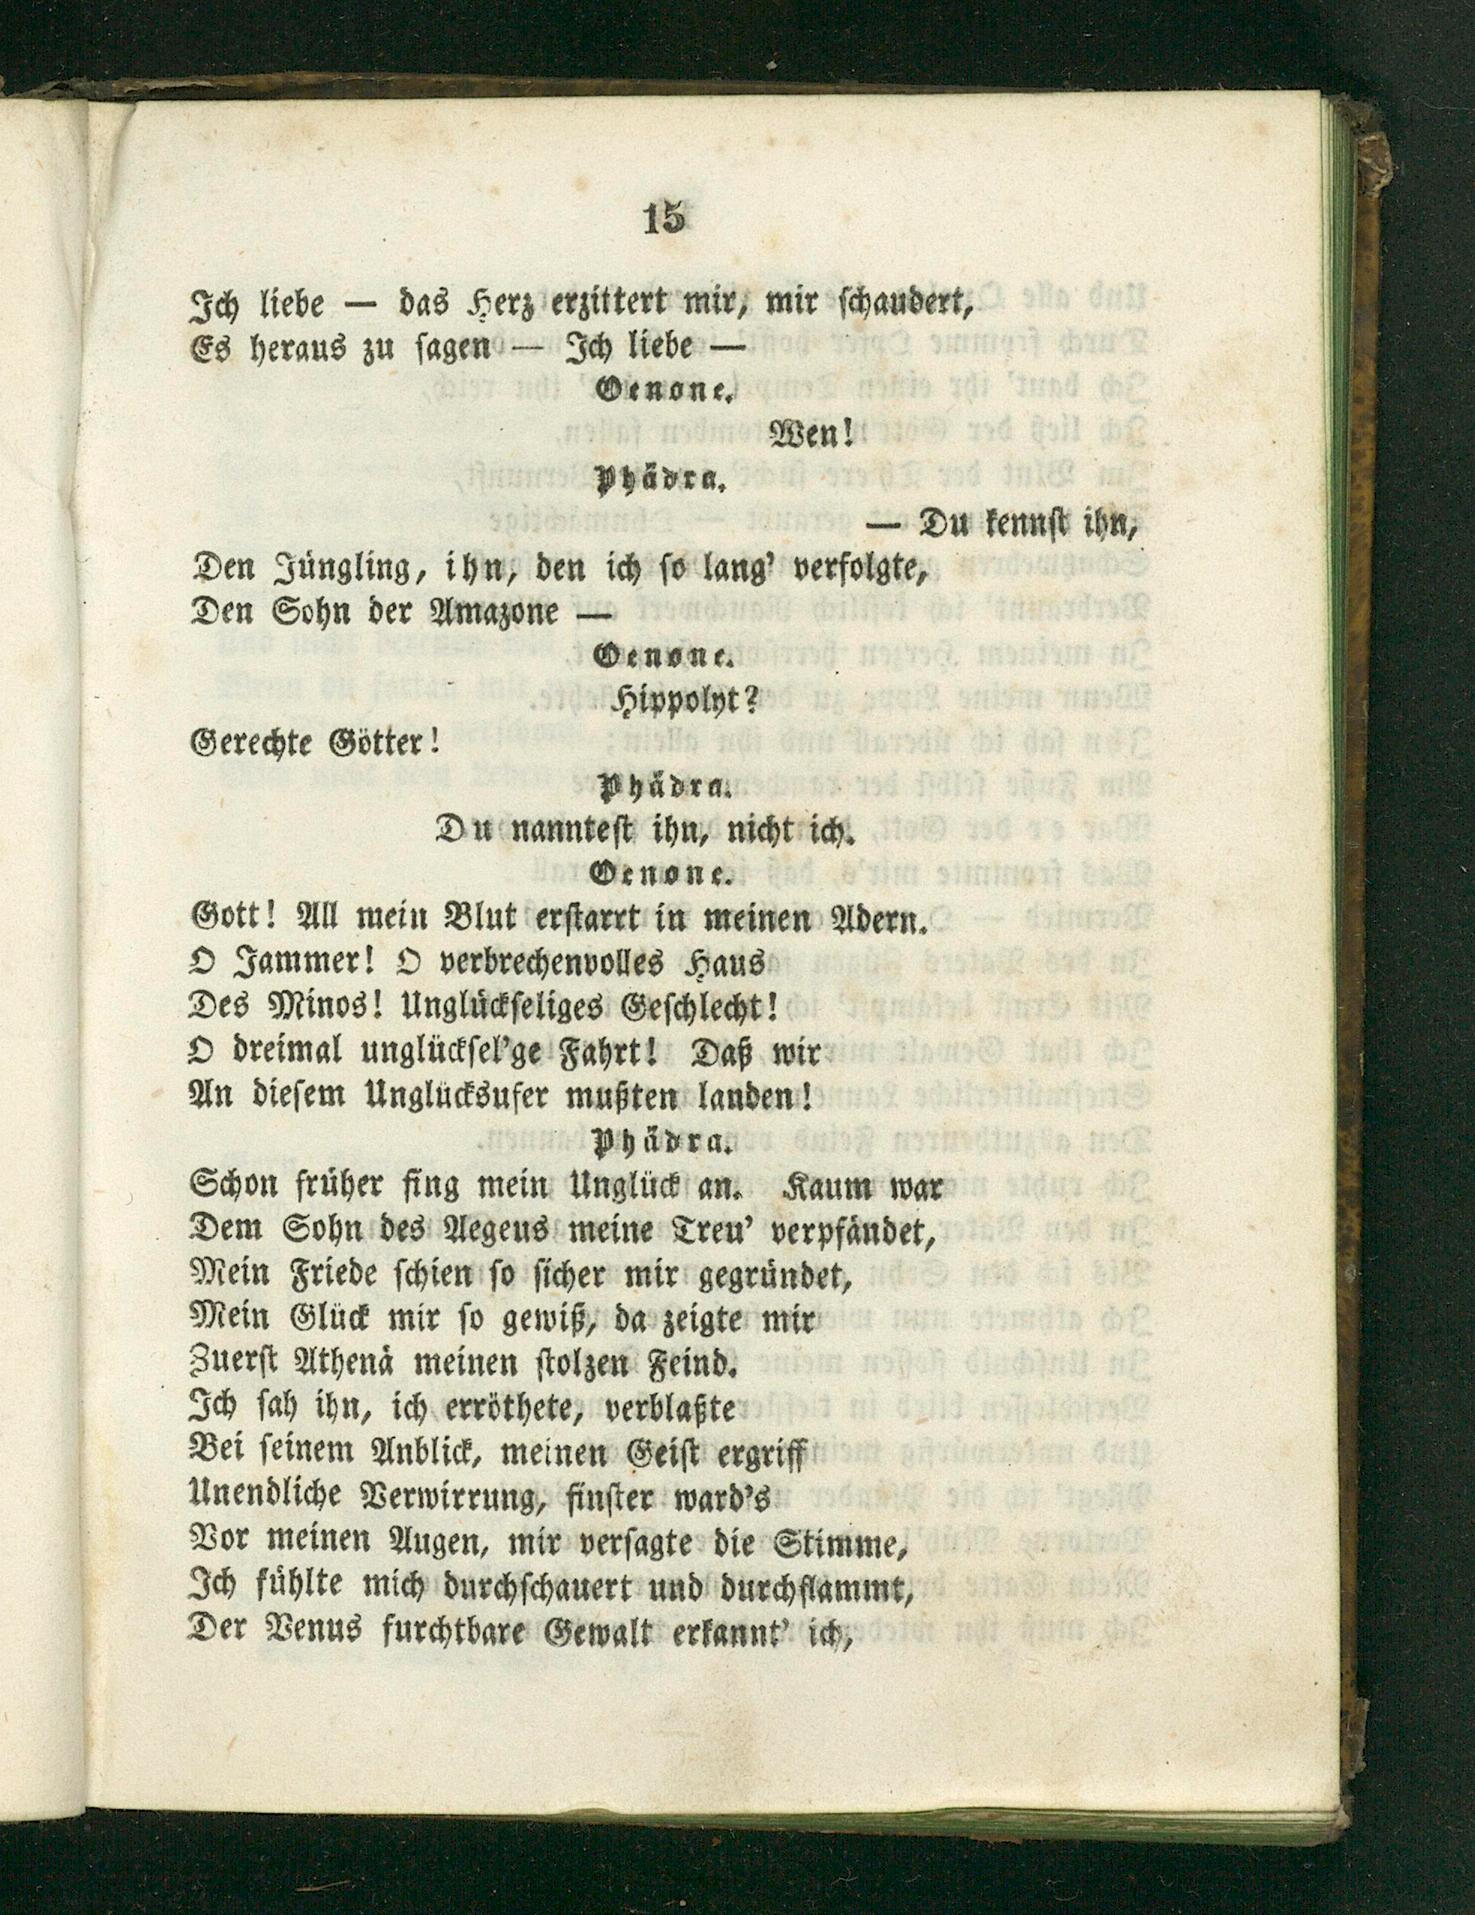 15
Ich liebe — das Herz erzittert mir, mir schaudert,
Es heraus zu sagen — Ich liebe —
Oenone.
Wen!
Phädra.
— Du kennst ihn,
Den Jüngling, ihn, den ich so lang' verfolgte,
Den Sohn der Amazone —
Oenone.
Hippolyt?
Gerechte Götter!
Phädra.
Du nanntest ihn, nicht ich.
Oenone.
Gott! All mein Blut erstarrt in meinen Adern.
O Jammer! O verbrechenvolles Haus
Des Minos! Unglückseliges Geschlecht!
O dreimal unglücksel'ge Fahrt! Daß wir
An diesem Unglücksufer mußten landen!
Phädra.
Schon früher fing mein Unglück an. Kaum war
Dem Sohn des Aegeus meine Treu' verpfändet,
Mein Friede schien so sicher mir gegründet,
Mein Glück mir so gewiß, da zeigte mir
Zuerst Athenä meinen stolzen Feind.
Ich sah ihn, ich erröthete, verblaßte
Bei seinem Anblick, meinen Geist ergriff
Unendliche Verwirrung, finster ward's
Vor meinen Augen, mir versagte die Stimme,
Ich fühlte mich durchschauert und durchflammt,
Der Venus furchtbare Gewalt erkannt' ich,